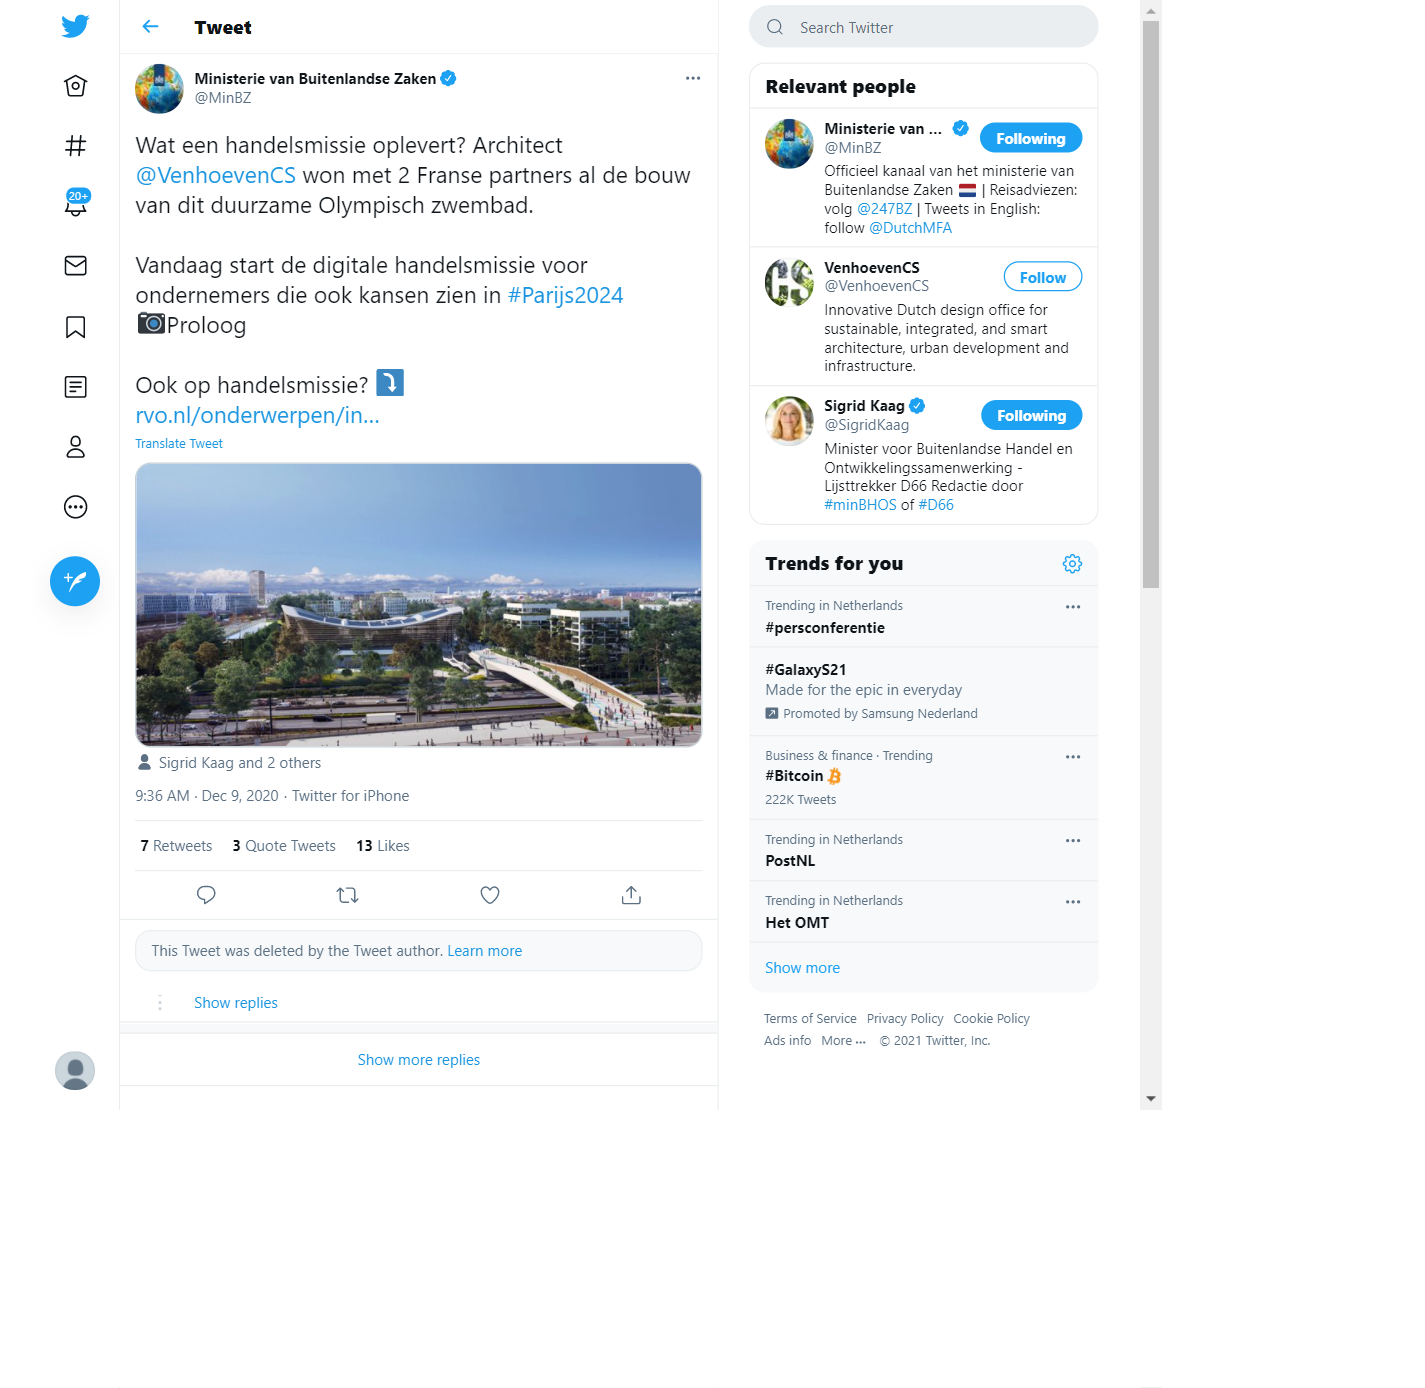 Tweet
Ministerie van Buitenlandse Zaken
@MinBZ
Wat een handelsmissie oplevert? Architect
@VenhoevenCS won met 2 Franse partners al de bouw
van dit duurzame Olympisch zwembad.
Vandaag start de digitale handelsmissie voor
ondernemers die ook kansen zien in #Parijs2024
📷Proloog
Ook op handelsmissie? ⤵
rvo.nl/onderwerpen/in...
Translate Tweet
Sigrid Kaag and 2 others
9:36 AM · Dec 9, 2020 · Twitter for iPhone
7 Retweets 3 Quote Tweets 13 Likes
This Tweet was deleted by the Tweet author. Learn more
Show replies
Show more replies
20+
Search Twitter
Relevant people
Ministerie van ...
Following
@MinBZ
Officieel kanaal van het ministerie van
Buitenlandse Zaken 🇳🇱 | Reisadviezen:
volg @247BZ | Tweets in English:
follow @DutchMFA
CS
VenhoevenCS
Follow
@VenhoevenCS
Innovative Dutch design office for
sustainable, integrated, and smart
architecture, urban development and
infrastructure.
Sigrid Kaag
Following
@SigridKaag
Minister voor Buitenlandse Handel en
Ontwikkelingssamenwerking -
Lijsttrekker D66 Redactie door
#minBHOS of #D66
Trends for you
Trending in Netherlands
#persconferentie
#GalaxyS21
Made for the epic in everyday
Promoted by Samsung Nederland
Business & finance · Trending
#Bitcoin
222K Tweets
Trending in Netherlands
PostNL
Trending in Netherlands
Het OMT
Show more
Terms of Service Privacy Policy Cookie Policy
Ads info More ··· © 2021 Twitter, Inc.